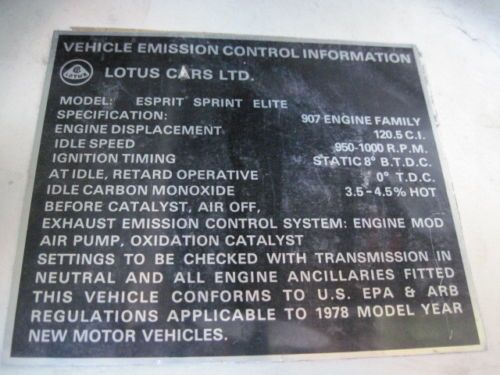 VEHICLE EMISSION CONTROL INFORMATION
LOTUS LOTUS CARS LTD.
MODEL: ESPRIT SPRINT ELITE
SPECIFICATION: 907 ENGINE FAMILY
ENGINE DISPLACEMENT 120.5 C.I.
IDLE SPEED 950-1000 R.P.M.
IGNITION TIMING STATIC 8° B.T.D.C.
AT IDLE, RETARD OPERATIVE 0° T.D.C.
IDLE CARBON MONOXIDE 3.5-4.5% HOT
BEFORE CATALYST, AIR OFF,
EXHAUST EMISSION CONTROL SYSTEM: ENGINE MOD
AIR PUMP, OXIDATION CATALYST
SETTINGS TO BE CHECKED WITH TRANSMISSION IN
NEUTRAL AND ALL ENGINE ANCILLARIES FITTED
THIS VEHICLE CONFORMS TO U.S. EPA & ARB
REGULATIONS APPLICABLE TO 1978 MODEL YEAR
NEW MOTOR VEHICLES.